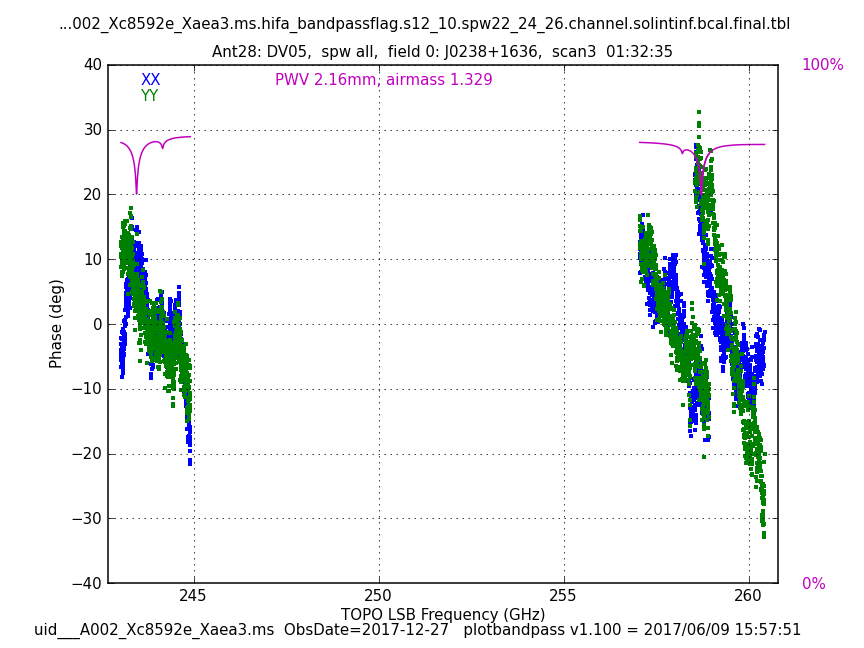 ...002_Xc8592e_Xaea3.ms.hifa_bandpassflag.s12_10.spw22_24_26.channel.solintinf.bcal.final.tbl
Ant28: DV05,  spw all,  field 0: J0238+1636,  scan3  01:32:35
40
100%
XX
PWV 2.16mm, airmass 1.329
YY
30
20
10
0
Phase (deg)
−10
−20
−30
−40
0%
245
250
255
260
TOPO LSB Frequency (GHz)
uid___A002_Xc8592e_Xaea3.ms  ObsDate=2017-12-27   plotbandpass v1.100 = 2017/06/09 15:57:51